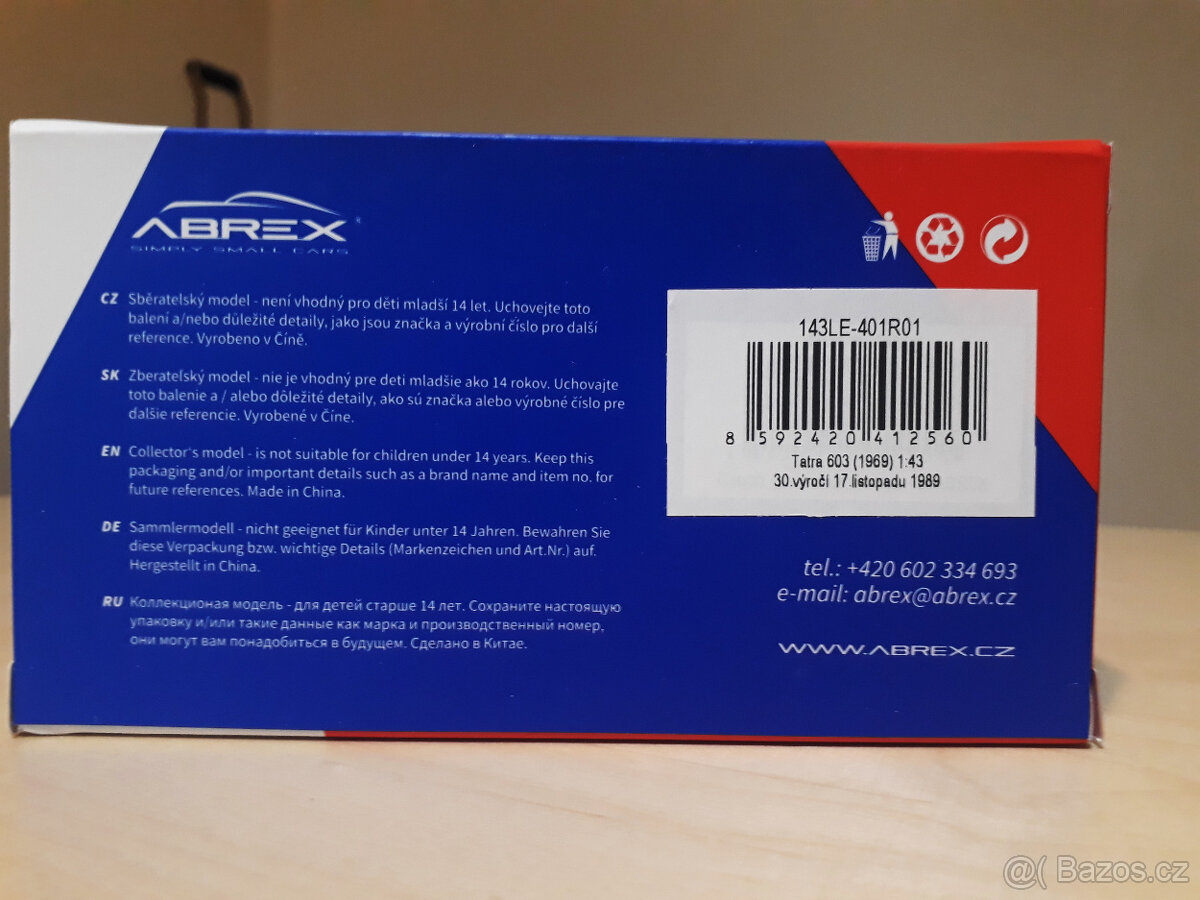 ABREX
SIMPLY SMALL CARS
CZ Sběratelský model - není vhodný pro děti mladší 14 let. Uchovejte toto
balení a/nebo důležité detaily, jako jsou značka a výrobní číslo pro další
reference. Vyrobeno v Číně.
SK Zberateľský model - nie je vhodný pre deti mladšie ako 14 rokov. Uchovajte
toto balenie a / alebo dôležité detaily, ako sú značka alebo výrobné číslo pre
dalšie referencie. Vyrobené v Číne.
EN Collector's model - is not suitable for children under 14 years. Keep this
packaging and/or important details such as a brand name and item no. for
future references. Made in China.
DE Sammlermodell - nicht geeignet für Kinder unter 14 Jahren. Bewahren Sie
diese Verpackung bzw. wichtige Details (Markenzeichen und Art.Nr.) auf.
Hergestellt in China.
RU Коллекционая модель - для детей старше 14 лет. Сохраните настоящую
упаковку и/или такие данные как марка и производственный номер,
они могут вам понадобиться в будущем. Сделано в Китае.
143LE-401R01
8 592420 412560
Tatra 603 (1969) 1:43
30.výročí 17.listopadu 1989
tel.: +420 602 334 693
e-mail: abrex@abrex.cz
WWW.ABREX.CZ
@( Bazos.cz